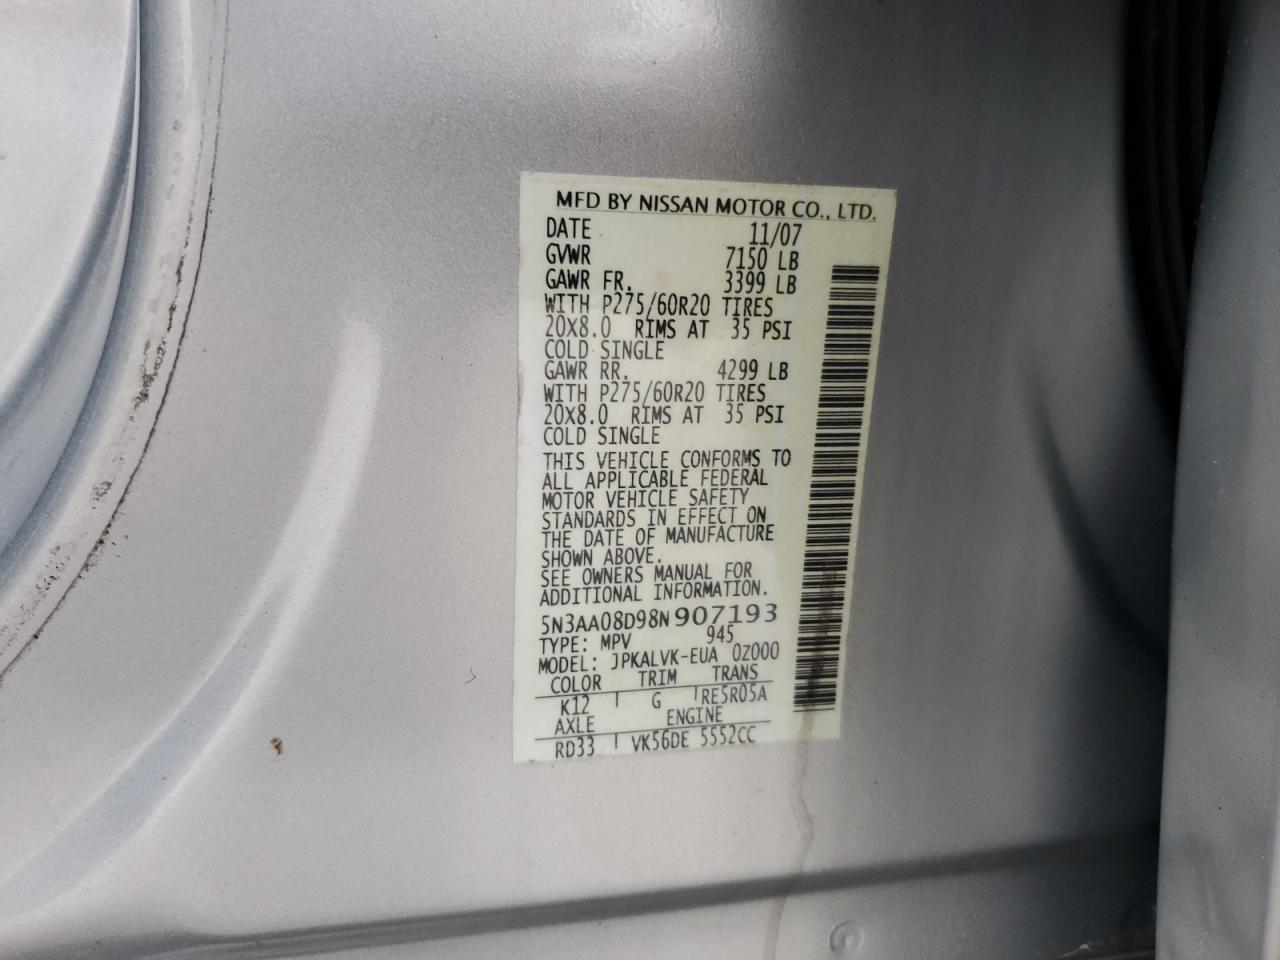 MFD BY NISSAN MOTOR CO., LTD.
DATE 11/07
GVWR 7150 LB
GAWR FR. 3399 LB
WITH P275/60R20 TIRES
20X8.0 RIMS AT 35 PSI
COLD SINGLE
GAWR RR. 4299 LB
WITH P275/60R20 TIRES
20X8.0 RIMS AT 35 PSI
COLD SINGLE
THIS VEHICLE CONFORMS TO
ALL APPLICABLE FEDERAL
MOTOR VEHICLE SAFETY
STANDARDS IN EFFECT ON
THE DATE OF MANUFACTURE
SHOWN ABOVE.
SEE OWNERS MANUAL FOR
ADDITIONAL INFORMATION.
5N3AA08D98N907193
TYPE: MPV 945
MODEL: JPKALVK-EUA 0Z000
COLOR TRIM TRANS
K12 G RE5R05A
AXLE ENGINE
RD33 VK56DE 5552CC